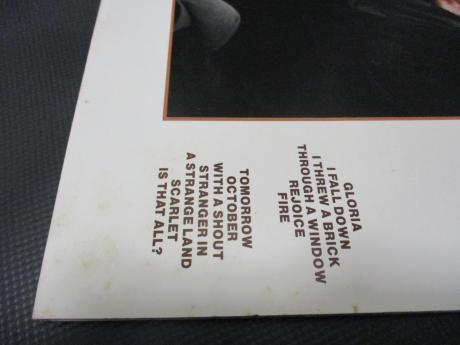 GLORIA
I FALL DOWN
I THREW A BRICK
THROUGH A WINDOW
REJOICE
FIRE
TOMORROW
OCTOBER
WITH A SHOUT
STRANGER IN
A STRANGE LAND
SCARLET
IS THAT ALL?